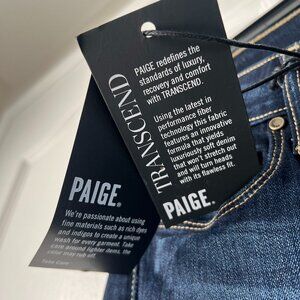 PAIGE redefines the
standards of luxury,
recovery and comfort
with TRANSCEND.
Using the latest in
performance fiber
technology this fabric
features an innovative
formula that yields
luxuriously soft denim
that won't stretch out
and will turn heads
with its flawless fit.
TRANSCEND
PAIGE.
PAIGE.
We're passionate about using
fine materials such as rich dyes
and indigos to create a unique
wash for every garment. Take
care around lighter items, the
color may rub off.
Take Care